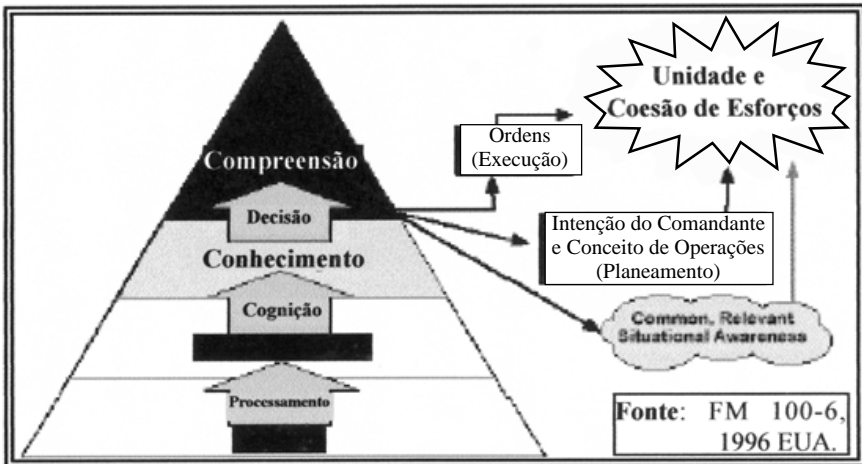 Compreensão
Decisão
Conhecimento
Cognição
Processamento
Ordens
(Execução)
Unidade e
Coesão de Esforços
Intenção do Comandante
e Conceito de Operações
(Planeamento)
Common, Relevant
Situational Awareness
Fonte: FM 100-6,
1996 EUA.